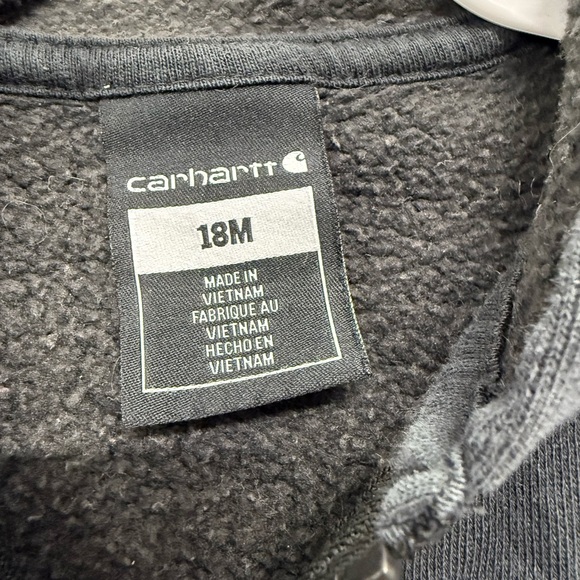 carhartt
18M
MADE IN
VIETNAM
FABRIQUE AU
VIETNAM
HECHO EN
VIETNAM